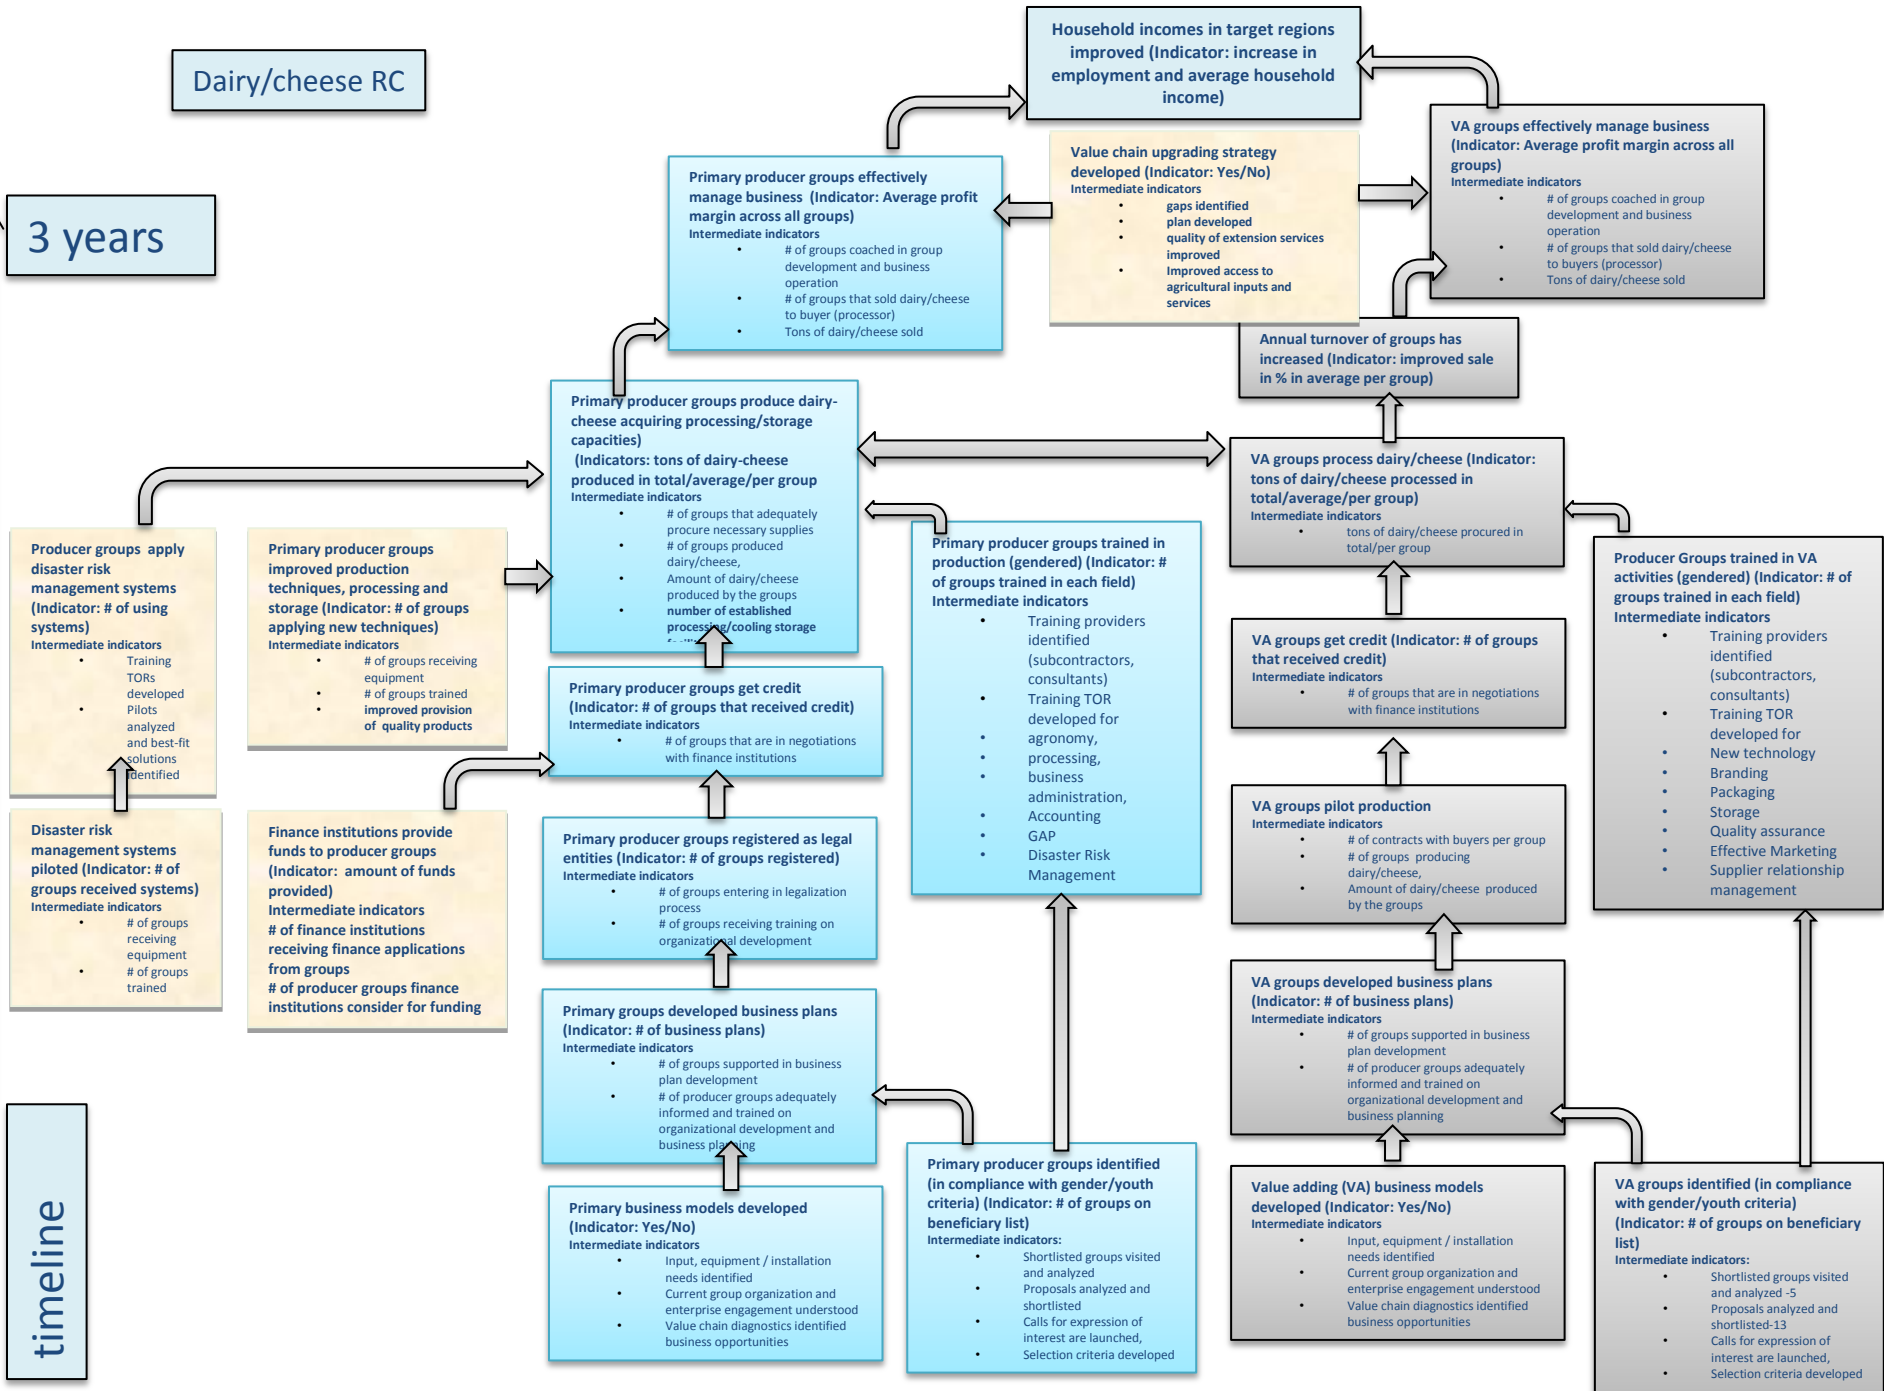 Dairy/cheese RC
3 years
timeline
Household incomes in target regions
improved (Indicator: increase in
employment and average household
income)
Primary producer groups effectively
manage business  (Indicator: Average profit
margin across all groups)
Intermediate indicators
• # of groups coached in group
development and business
operation
• # of groups that sold dairy/cheese
to buyer (processor)
• Tons of dairy/cheese sold
Value chain upgrading strategy
developed (Indicator: Yes/No)
Intermediate indicators
• gaps identified
• plan developed
• quality of extension services
improved
• Improved access to
agricultural inputs and
services
VA groups effectively manage business
(Indicator: Average profit margin across all
groups)
Intermediate indicators
• # of groups coached in group
development and business
operation
• # of groups that sold dairy/cheese
to buyers (processor)
• Tons of dairy/cheese sold
Annual turnover of groups has
increased (Indicator: improved sale
in % in average per group)
Primary producer groups produce dairy-
cheese acquiring processing/storage
capacities)
(Indicators: tons of dairy-cheese
produced in total/average/per group
Intermediate indicators
• # of groups that adequately
procure necessary supplies
• # of groups produced
dairy/cheese,
• Amount of dairy/cheese
produced by the groups
• number of established
processing/cooling storage
VA groups process dairy/cheese (Indicator:
tons of dairy/cheese processed in
total/average/per group)
Intermediate indicators
• tons of dairy/cheese procured in
total/per group
Producer groups  apply
disaster risk
management systems
(Indicator: # of using
systems)
Intermediate indicators
• Training
TORs
developed
• Pilots
analyzed
and best-fit
solutions
identified
Primary producer groups
improved production
techniques, processing and
storage (Indicator: # of groups
applying new techniques)
Intermediate indicators
• # of groups receiving
equipment
• # of groups trained
• improved provision
of  quality products
Primary producer groups trained in
production (gendered) (Indicator: #
of groups trained in each field)
Intermediate indicators
• Training providers
identified
(subcontractors,
consultants)
• Training TOR
developed for
• agronomy,
• processing,
• business
administration,
• Accounting
• GAP
• Disaster Risk
Management
Producer Groups trained in VA
activities (gendered) (Indicator: # of
groups trained in each field)
Intermediate indicators
• Training providers
identified
(subcontractors,
consultants)
• Training TOR
developed for
• New technology
• Branding
• Packaging
• Storage
• Quality assurance
• Effective Marketing
• Supplier relationship
management
Primary producer groups get credit
(Indicator: # of groups that received credit)
Intermediate indicators
• # of groups that are in negotiations
with finance institutions
VA groups get credit (Indicator: # of groups
that received credit)
Intermediate indicators
• # of groups that are in negotiations
with finance institutions
Disaster risk
management systems
piloted (Indicator: # of
groups received systems)
Intermediate indicators
• # of groups
receiving
equipment
• # of groups
trained
Finance institutions provide
funds to producer groups
(Indicator:  amount of funds
provided)
Intermediate indicators
# of finance institutions
receiving finance applications
from groups
# of producer groups finance
institutions consider for funding
Primary producer groups registered as legal
entities (Indicator: # of groups registered)
Intermediate indicators
• # of groups entering in legalization
process
• # of groups receiving training on
organizational development
VA groups pilot production
Intermediate indicators
• # of contracts with buyers per group
• # of groups  producing
dairy/cheese,
• Amount of dairy/cheese  produced
by the groups
Primary groups developed business plans
(Indicator: # of business plans)
Intermediate indicators
• # of groups supported in business
plan development
• # of producer groups adequately
informed and trained on
organizational development and
business planning
VA groups developed business plans
(Indicator: # of business plans)
Intermediate indicators
• # of groups supported in business
plan development
• # of producer groups adequately
informed and trained on
organizational development and
business planning
Primary business models developed
(Indicator: Yes/No)
Intermediate indicators
• Input, equipment / installation
needs identified
• Current group organization and
enterprise engagement understood
• Value chain diagnostics identified
business opportunities
Primary producer groups identified
(in compliance with gender/youth
criteria) (Indicator: # of groups on
beneficiary list)
Intermediate indicators:
• Shortlisted groups visited
and analyzed
• Proposals analyzed and
shortlisted
• Calls for expression of
interest are launched,
• Selection criteria developed
Value adding (VA) business models
developed (Indicator: Yes/No)
Intermediate indicators
• Input, equipment / installation
needs identified
• Current group organization and
enterprise engagement understood
• Value chain diagnostics identified
business opportunities
VA groups identified (in compliance
with gender/youth criteria)
(Indicator: # of groups on beneficiary
list)
Intermediate indicators:
• Shortlisted groups visited
and analyzed -5
• Proposals analyzed and
shortlisted-13
• Calls for expression of
interest are launched,
• Selection criteria developed